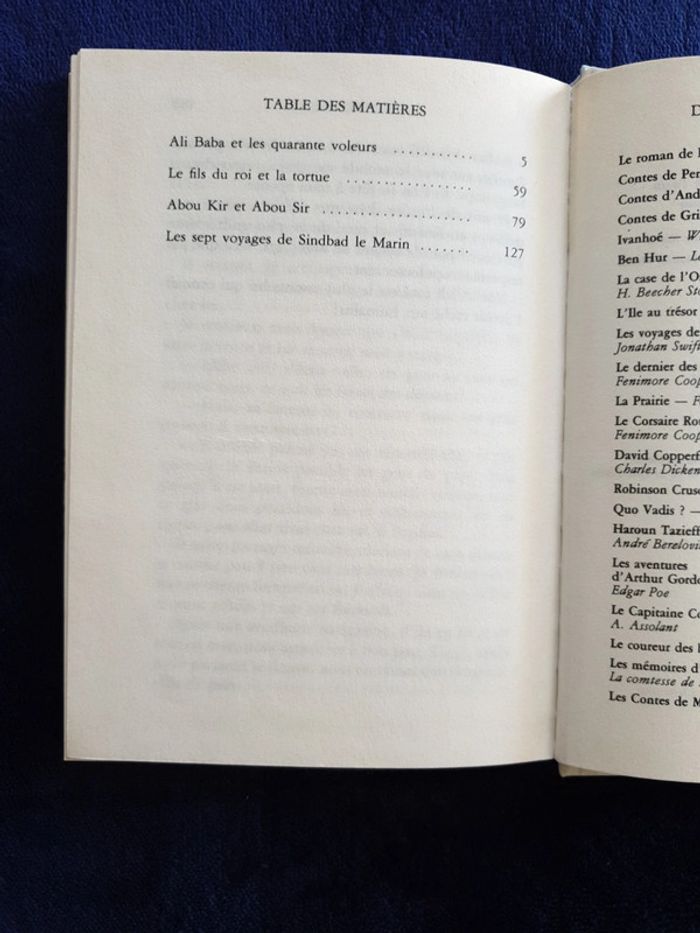 TABLE DES MATIÈRES
Ali Baba et les quarante voleurs ........... 5
Le fils du roi et la tortue ................. 59
Abou Kir et Abou Sir .................... 79
Les sept voyages de Sindbad le Marin ....... 127
Le roman de
Contes de
Contes d'
Contes de
Ivanhoé —
Ben Hur —
La case de
H. Beecher
L'Ile au trésor
Les voyages de
Jonathan Swift
Le dernier des
Fenimore
La Prairie —
Le Corsaire
Fenimore
David
Charles
Robinson
Quo Vadis ? —
Haroun Tazieff
André
Les aventures
d'Arthur
Edgar Poe
Le Capitaine
A. Assolant
Le coureur des
Les mémoires
La comtesse de
Les Contes de